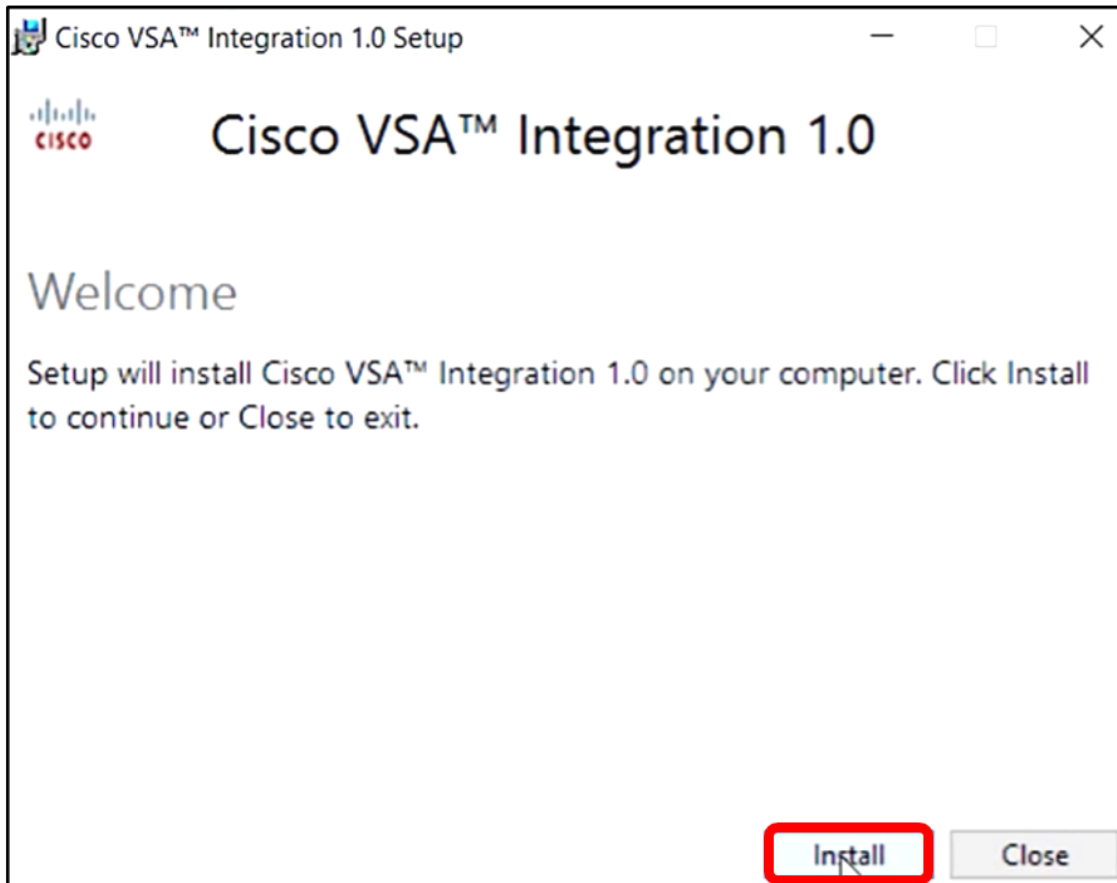 Cisco VSA™ Integration 1.0 Setup
CISCO
Cisco VSA™ Integration 1.0
Welcome
Setup will install Cisco VSA™ Integration 1.0 on your computer. Click Install
to continue or Close to exit.
Install
Close